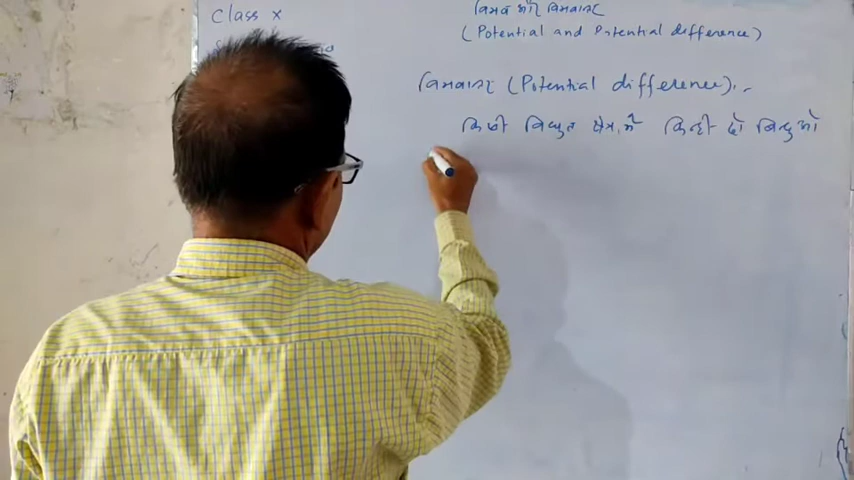 Class X
विभव और विभवान्तर
(Potential and Potential difference)
विभवान्तर (Potential difference):-
किसी विद्युत क्षेत्र में किन्हीं दो बिन्दुओं